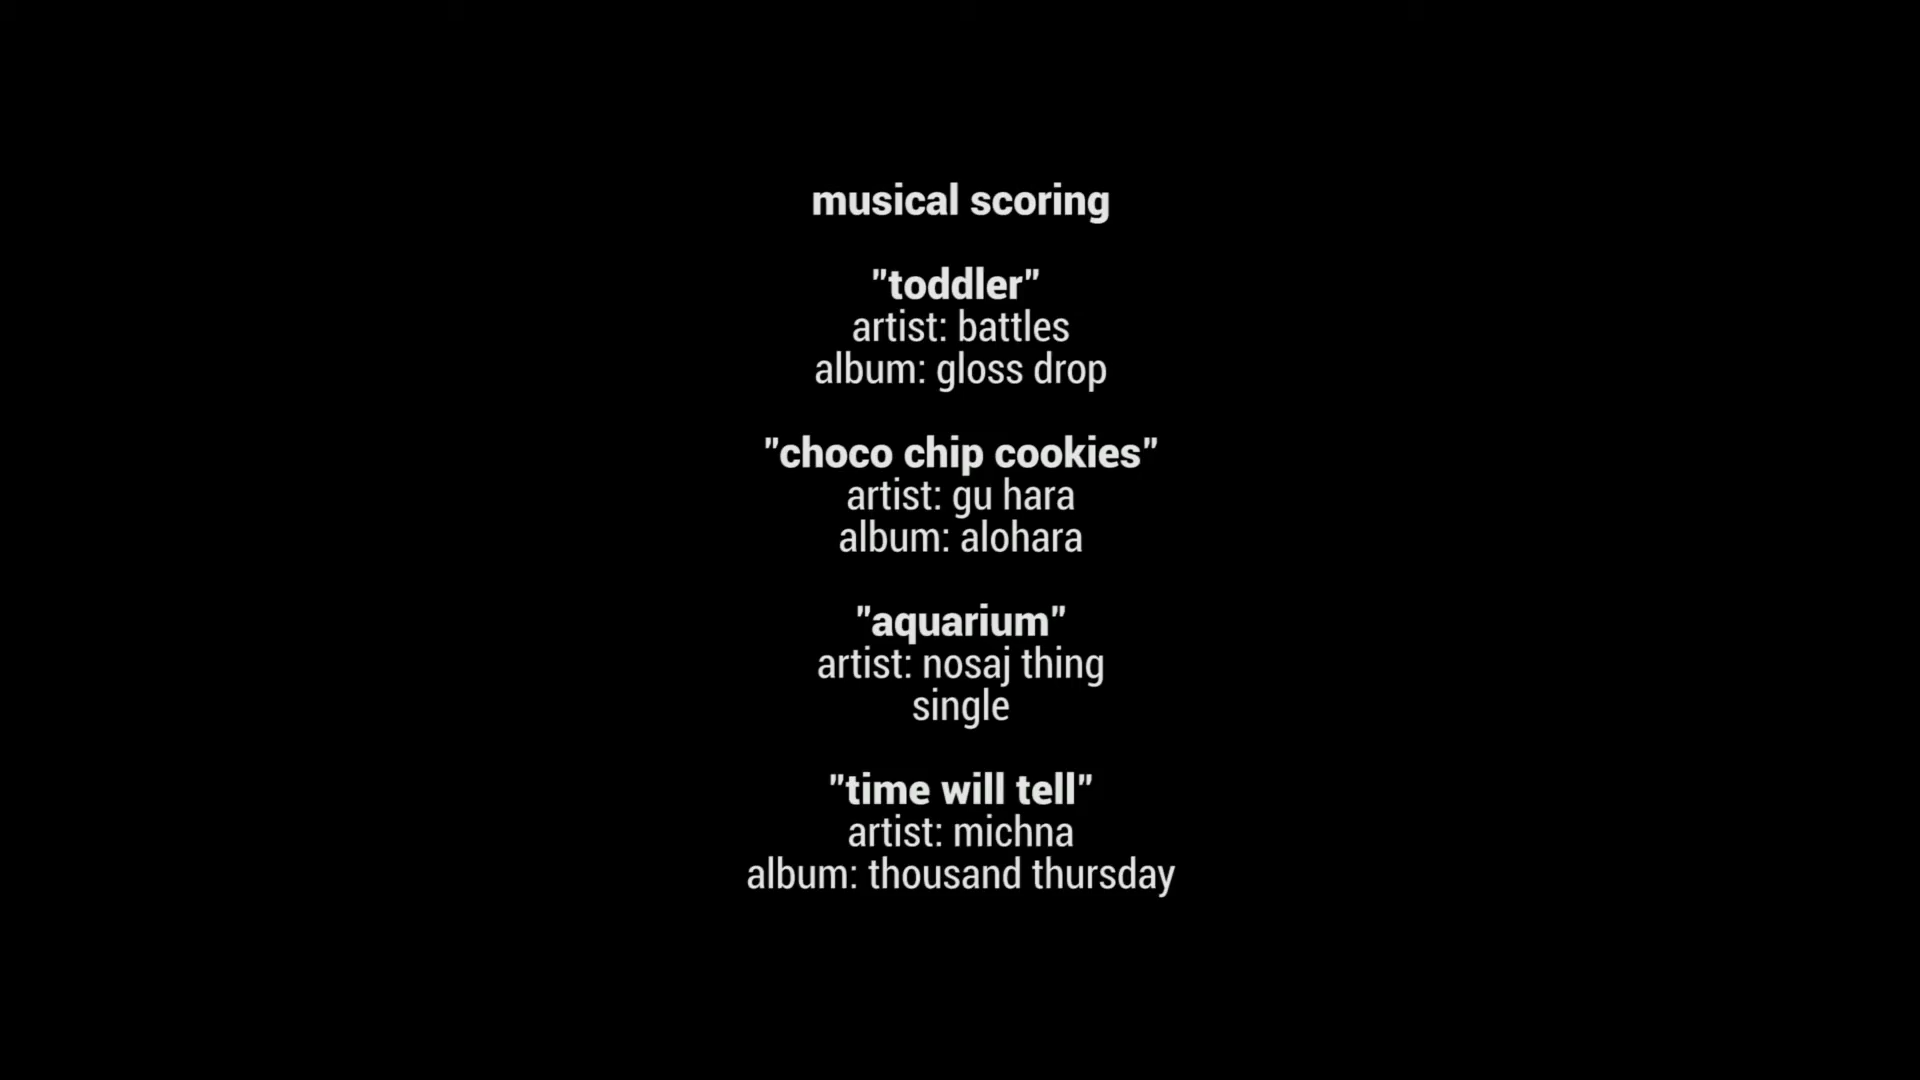 musical scoring
"toddler"
artist: battles
album: gloss drop
"choco chip cookies"
artist: gu hara
album: alohara
"aquarium"
artist: nosaj thing
single
"time will tell"
artist: michna
album: thousand thursday